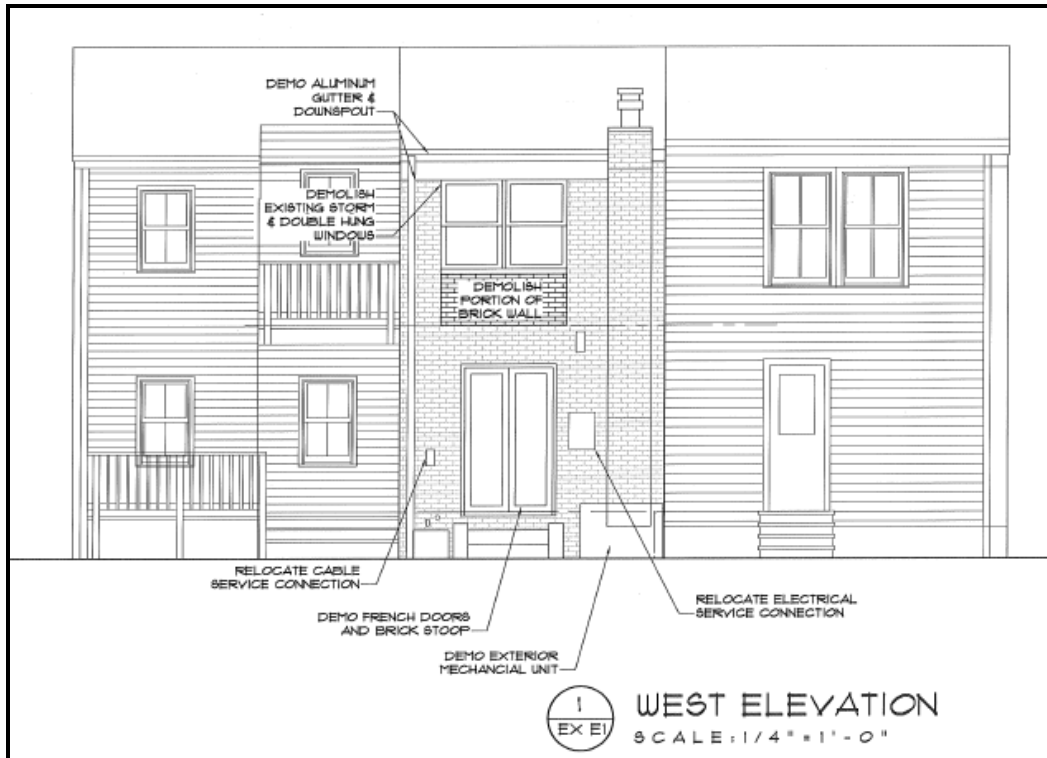 DEMO ALUMINUM
GUTTER &
DOWNSPOUT
DEMOLISH
EXISTING STORM
& DOUBLE HUNG
WINDOWS
DEMOLISH
PORTION OF
BRICK WALL
RELOCATE CABLE
SERVICE CONNECTION
DEMO FRENCH DOORS
AND BRICK STOOP
DEMO EXTERIOR
MECHANCIAL UNIT
RELOCATE ELECTRICAL
SERVICE CONNECTION
1
EX E1
WEST ELEVATION
SCALE: 1/4" = 1'-0"